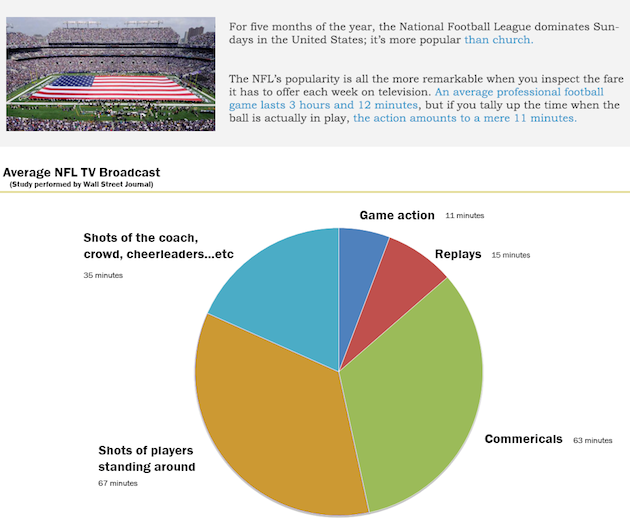 For five months of the year, the National Football League dominates Sun-
days in the United States; it's more popular than church.
The NFL's popularity is all the more remarkable when you inspect the fare
it has to offer each week on television. An average professional football
game lasts 3 hours and 12 minutes, but if you tally up the time when the
ball is actually in play, the action amounts to a mere 11 minutes.
Average NFL TV Broadcast
(Study performed by Wall Street Journal)
Game action 11 minutes
Shots of the coach,
crowd, cheerleaders...etc
35 minutes
Replays 15 minutes
Commericals 63 minutes
Shots of players
standing around
67 minutes